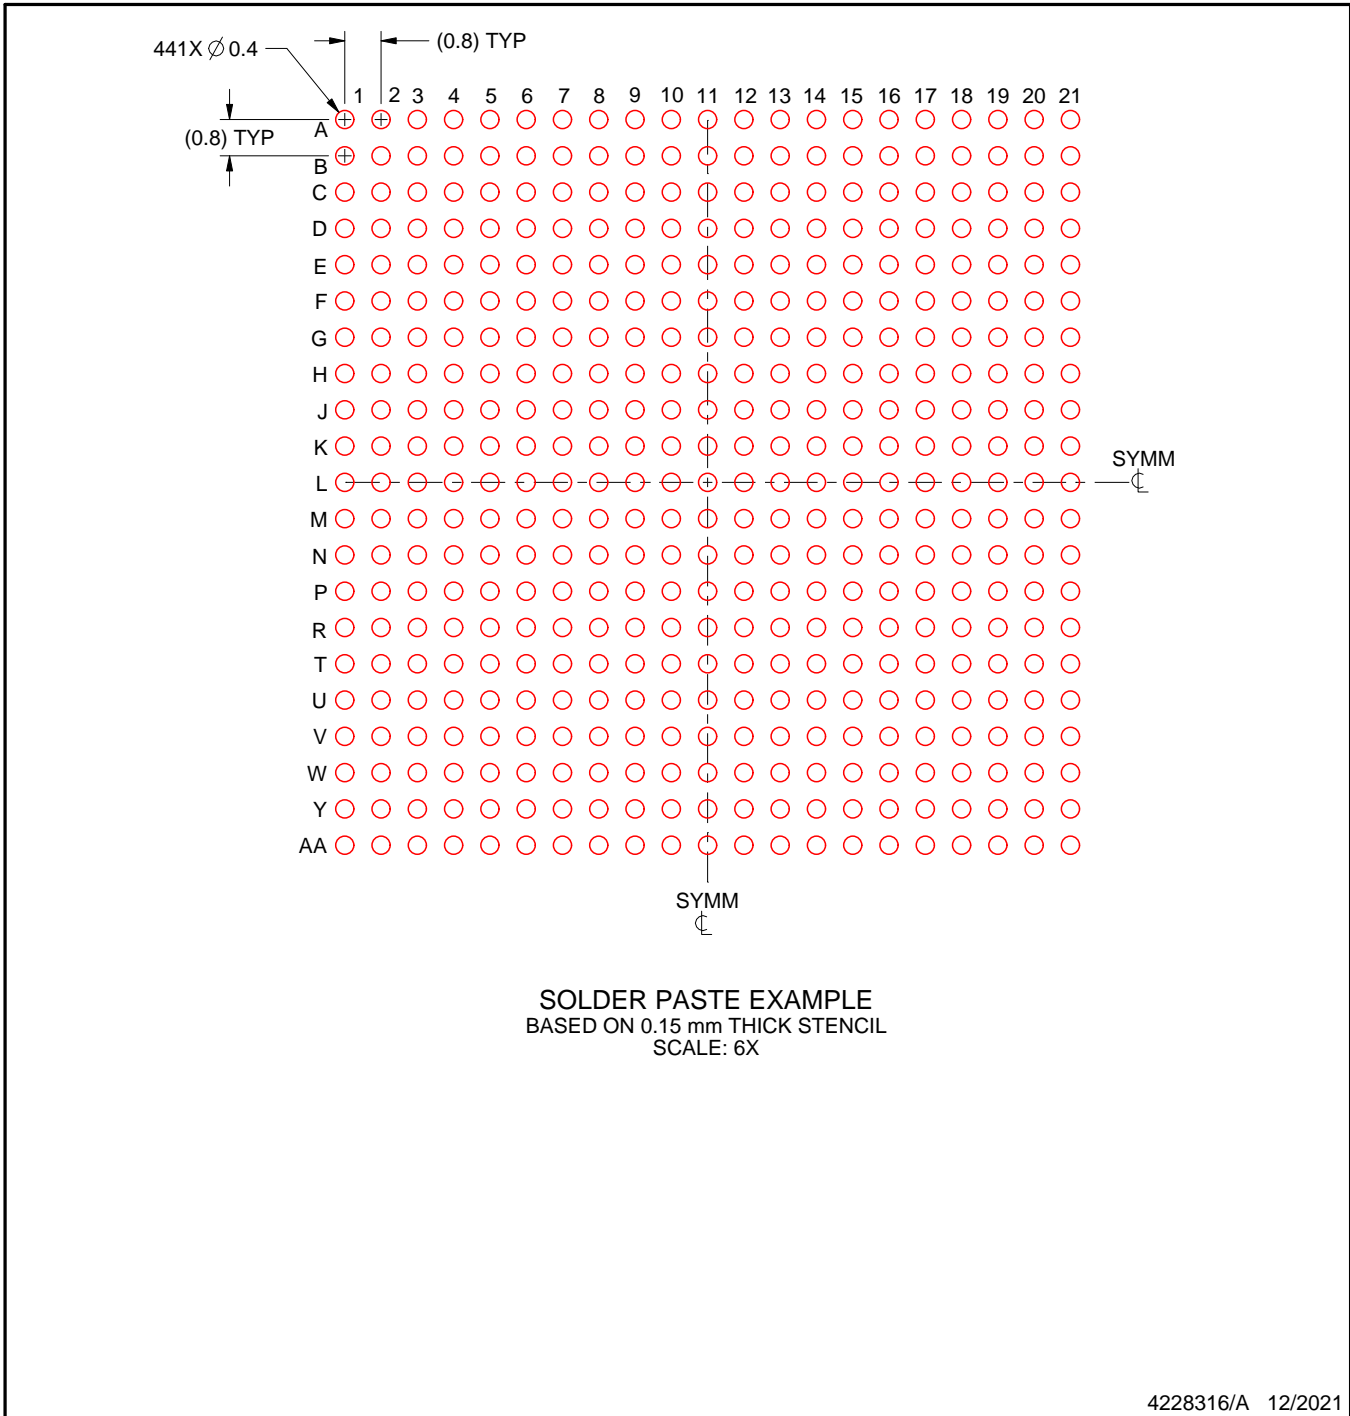 441X Ø 0.4
(0.8) TYP
1 2 3 4 5 6 7 8 9 10 11 12 13 14 15 16 17 18 19 20 21
(0.8) TYP
A
B
C
D
E
F
G
H
J
K
L
SYMM
℄
M
N
P
R
T
U
V
W
Y
AA
SYMM
℄
SOLDER PASTE EXAMPLE
BASED ON 0.15 mm THICK STENCIL
SCALE: 6X
4228316/A 12/2021